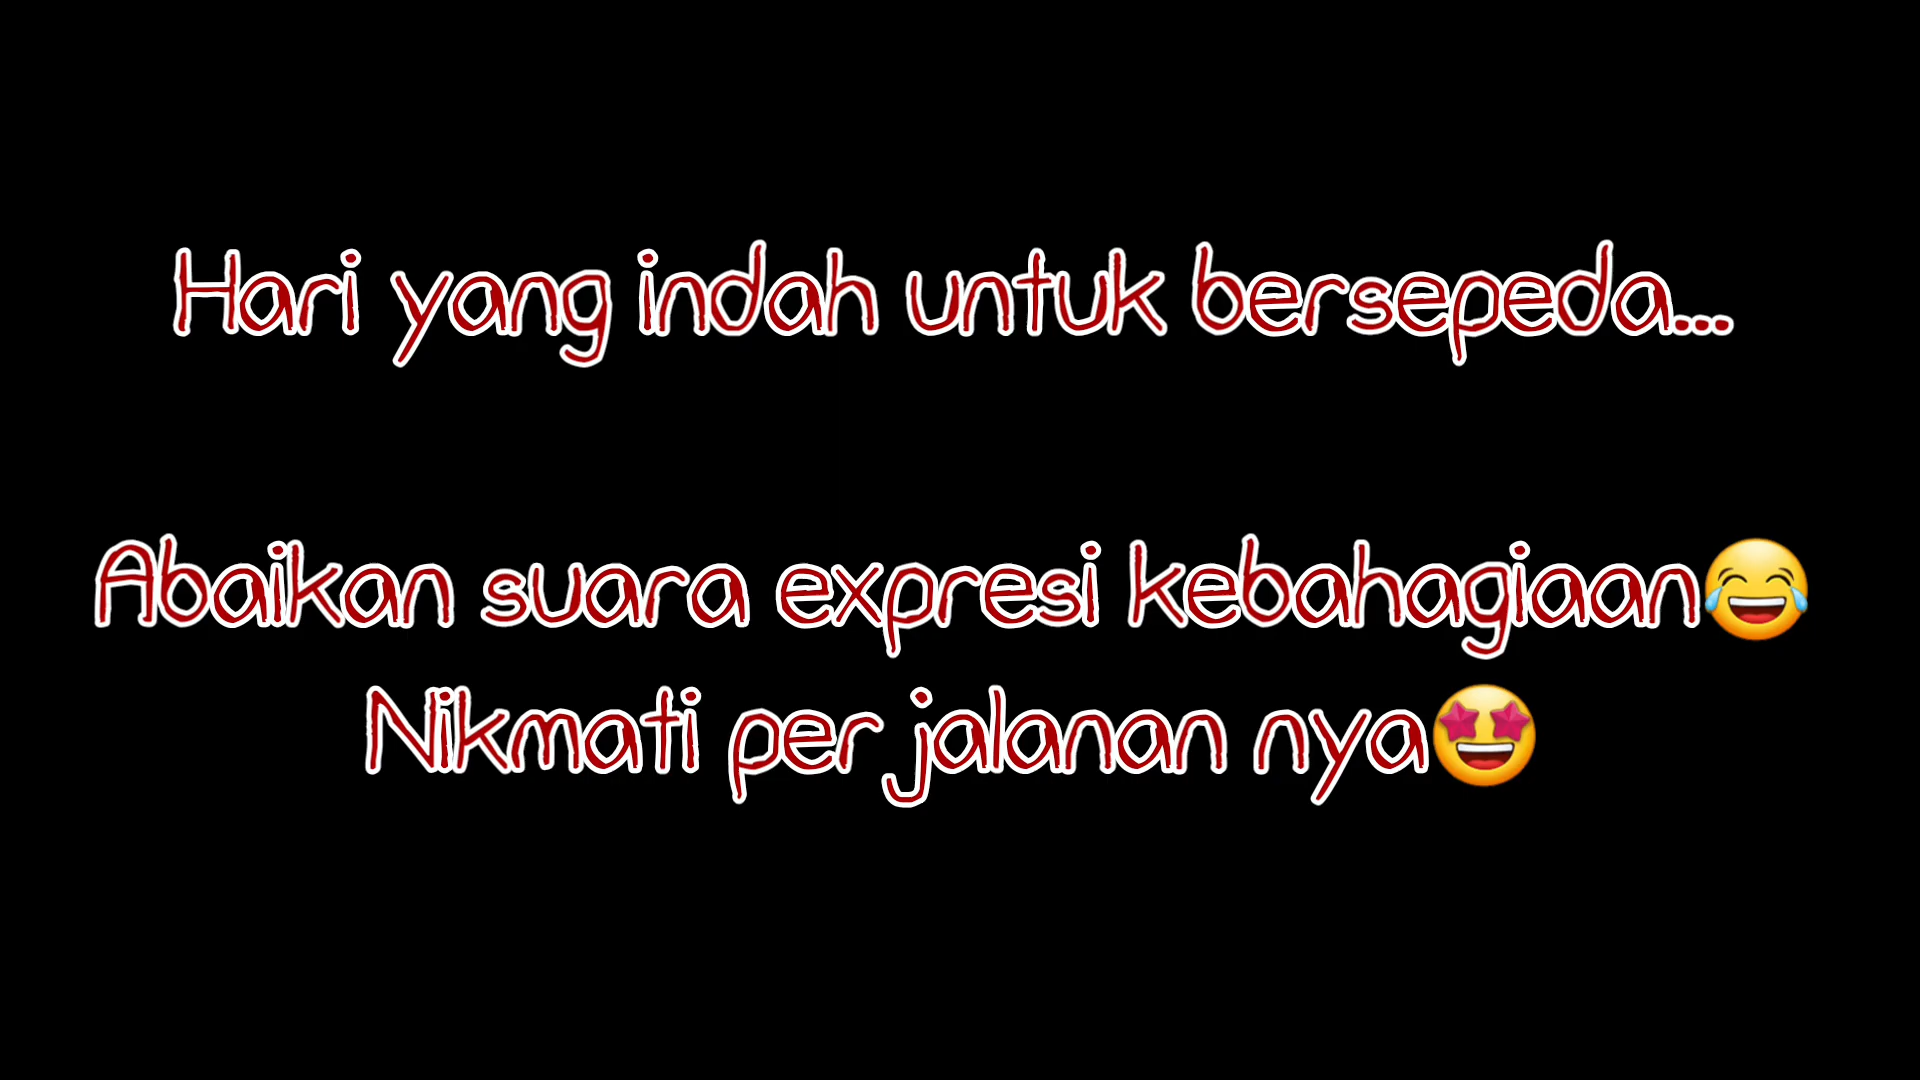 Hari yang indah untuk bersepeda...
Abaikan suara expresi kebahagiaan😂
Nikmati per jalanan nya🤩